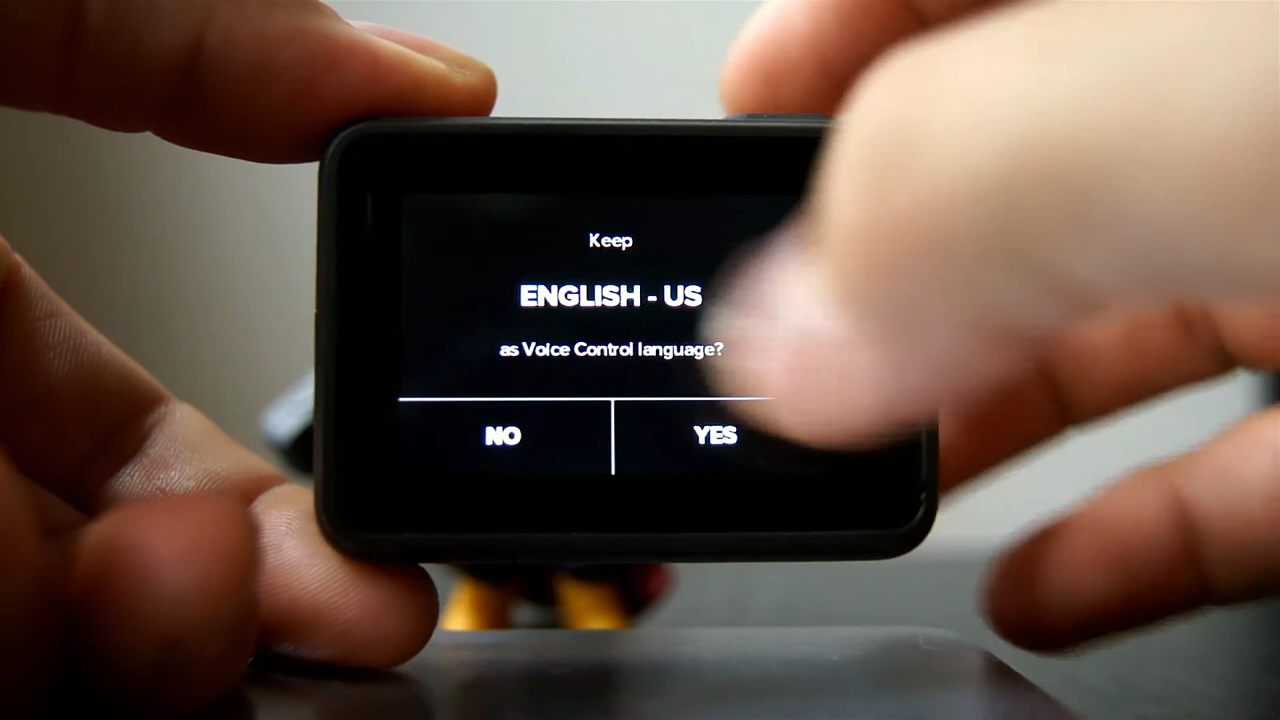 Keep
ENGLISH - US
as Voice Control language?
NO
YES